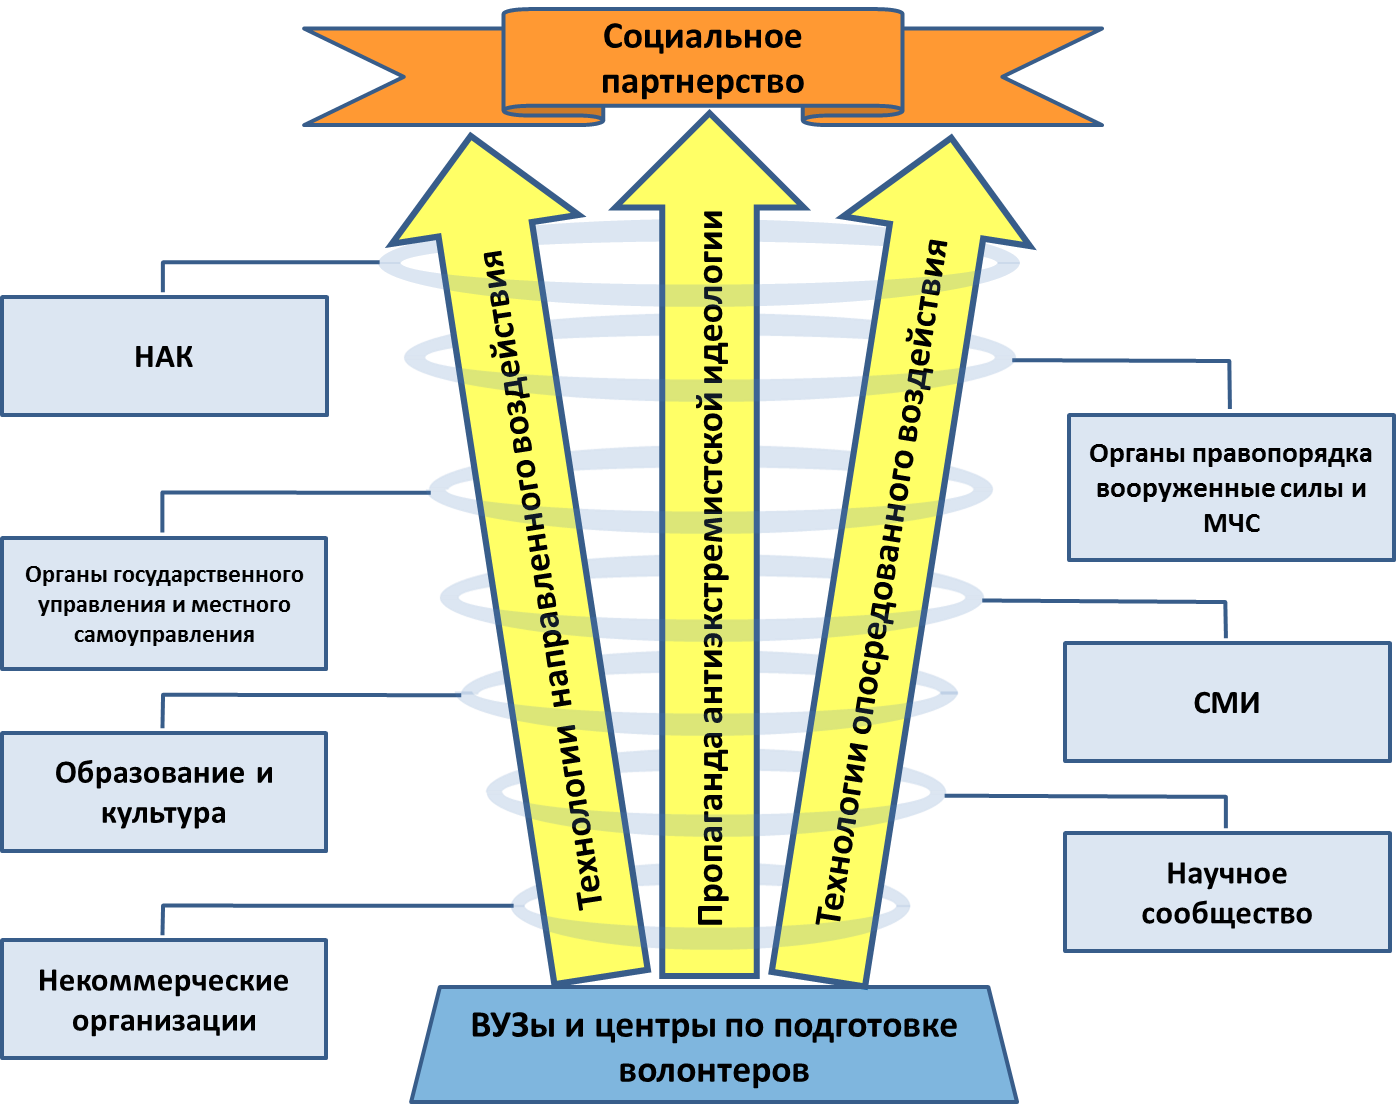 Социальное
партнерство
Технологии направленного воздействия
Пропаганда антиэкстремистской идеологии
Технологии опосредованного воздействия
НАК
Органы правопорядка
вооруженные силы и
МЧС
Органы государственного
управления и местного
самоуправления
СМИ
Образование и
культура
Научное
сообщество
Некоммерческие
организации
ВУЗы и центры по подготовке
волонтеров